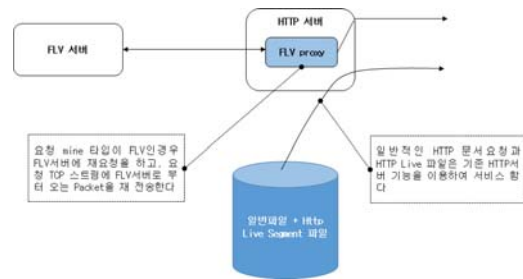 HTTP 서버
FLV 서버
FLV proxy
요청 mine 타입이 FLV인경우
FLV서버에 재요청을 하고, 요
청 TCP 스트림에 FLV서버로 부
터 오는 Packet을 재 전송한다
일반적인 HTTP 문서요청과
HTTP Live 파일은 기존 HTTP서
버 기능을 이용하여 서비스 함
다
일반파일 + Http
Live Segment 파일